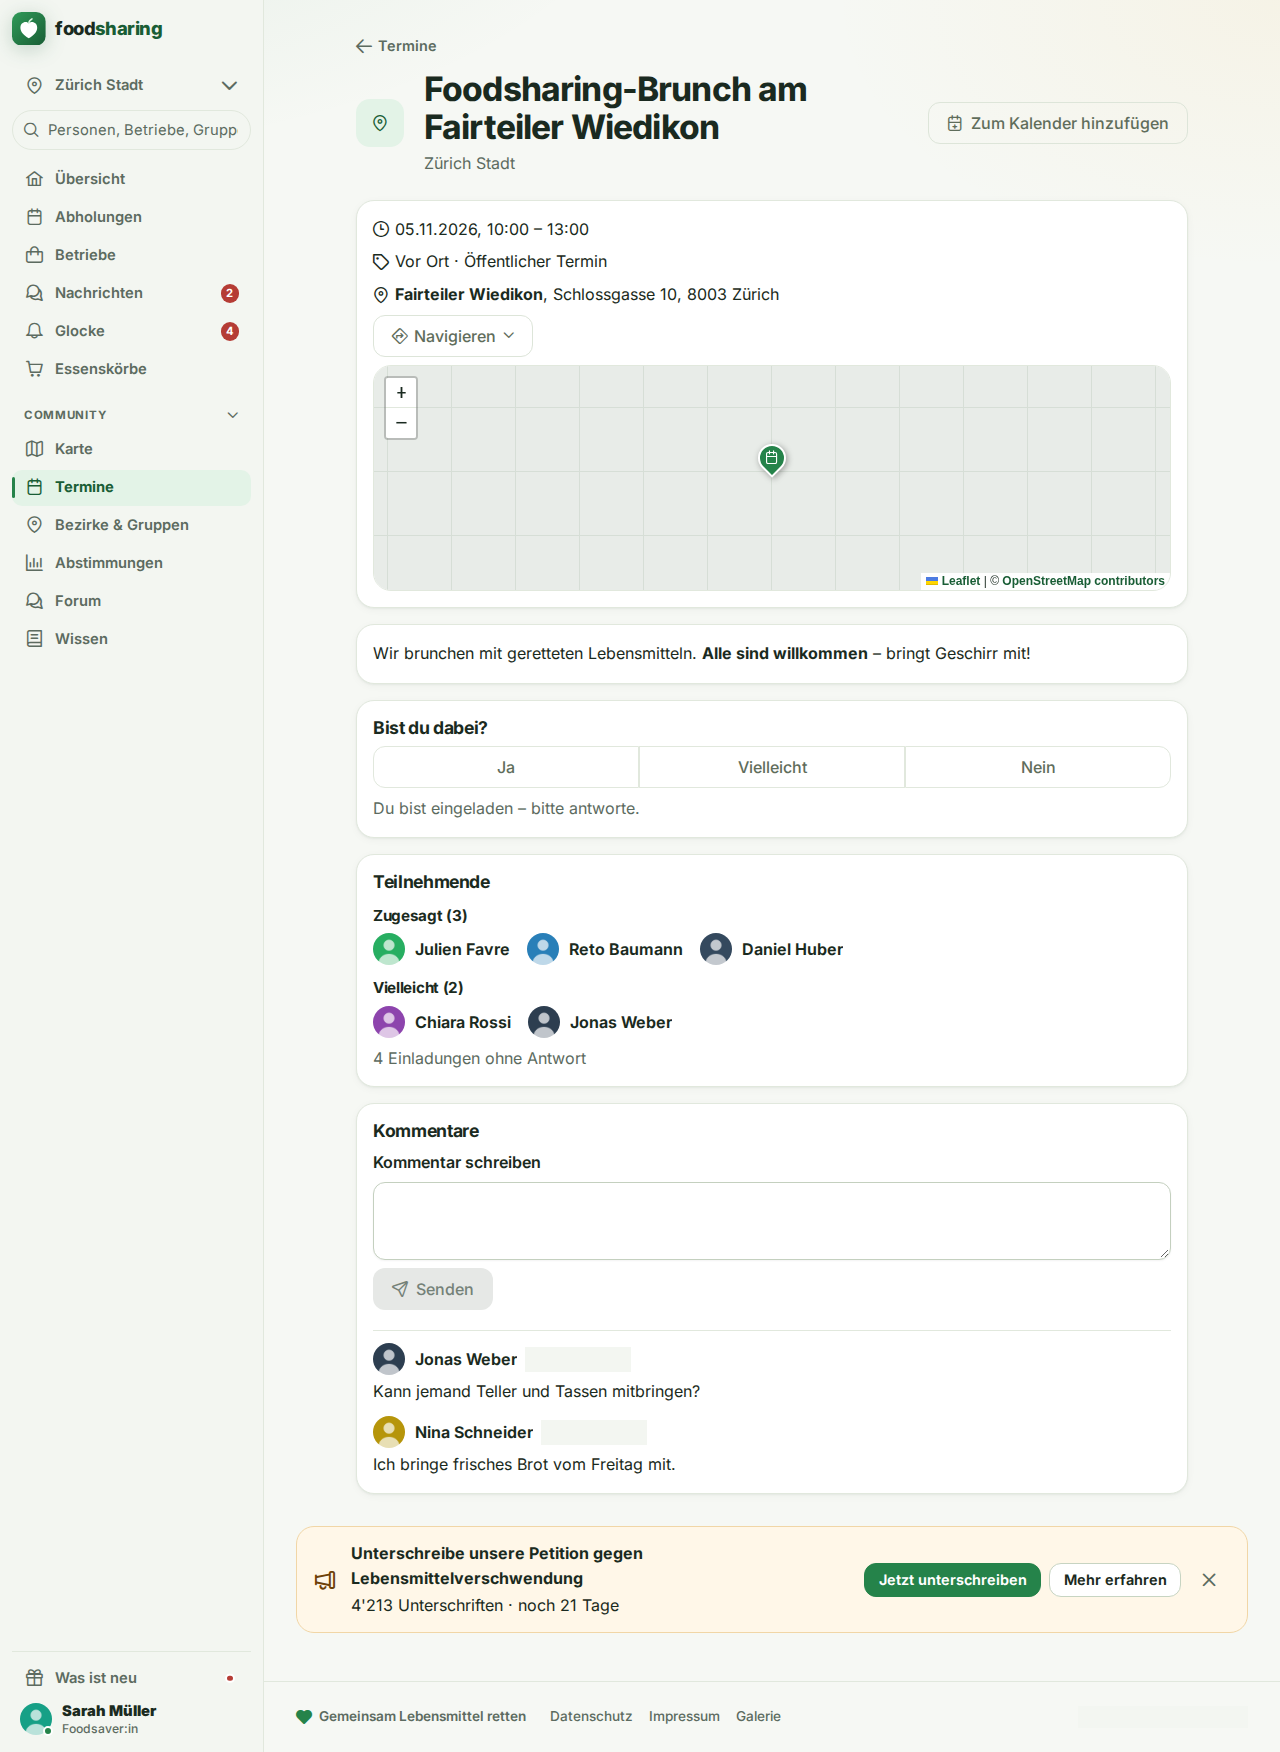 foodsharing
Zürich Stadt
Personen, Betriebe, Grupp
Übersicht
Abholungen
Betriebe
Nachrichten 2
Glocke 4
Essenskörbe
COMMUNITY
Karte
Termine
Bezirke & Gruppen
Abstimmungen
Forum
Wissen
Was ist neu
Sarah Müller
Foodsaver:in
Termine
Foodsharing-Brunch am
Fairteiler Wiedikon
Zürich Stadt
Zum Kalender hinzufügen
05.11.2026, 10:00 – 13:00
Vor Ort · Öffentlicher Termin
Fairteiler Wiedikon, Schlossgasse 10, 8003 Zürich
Navigieren
+
−
Leaflet | © OpenStreetMap contributors
Wir brunchen mit geretteten Lebensmitteln. Alle sind willkommen – bringt Geschirr mit!
Bist du dabei?
Ja Vielleicht Nein
Du bist eingeladen – bitte antworte.
Teilnehmende
Zugesagt (3)
Julien Favre Reto Baumann Daniel Huber
Vielleicht (2)
Chiara Rossi Jonas Weber
4 Einladungen ohne Antwort
Kommentare
Kommentar schreiben
Senden
Jonas Weber
Kann jemand Teller und Tassen mitbringen?
Nina Schneider
Ich bringe frisches Brot vom Freitag mit.
Unterschreibe unsere Petition gegen
Lebensmittelverschwendung
4'213 Unterschriften · noch 21 Tage
Jetzt unterschreiben Mehr erfahren
Gemeinsam Lebensmittel retten Datenschutz Impressum Galerie